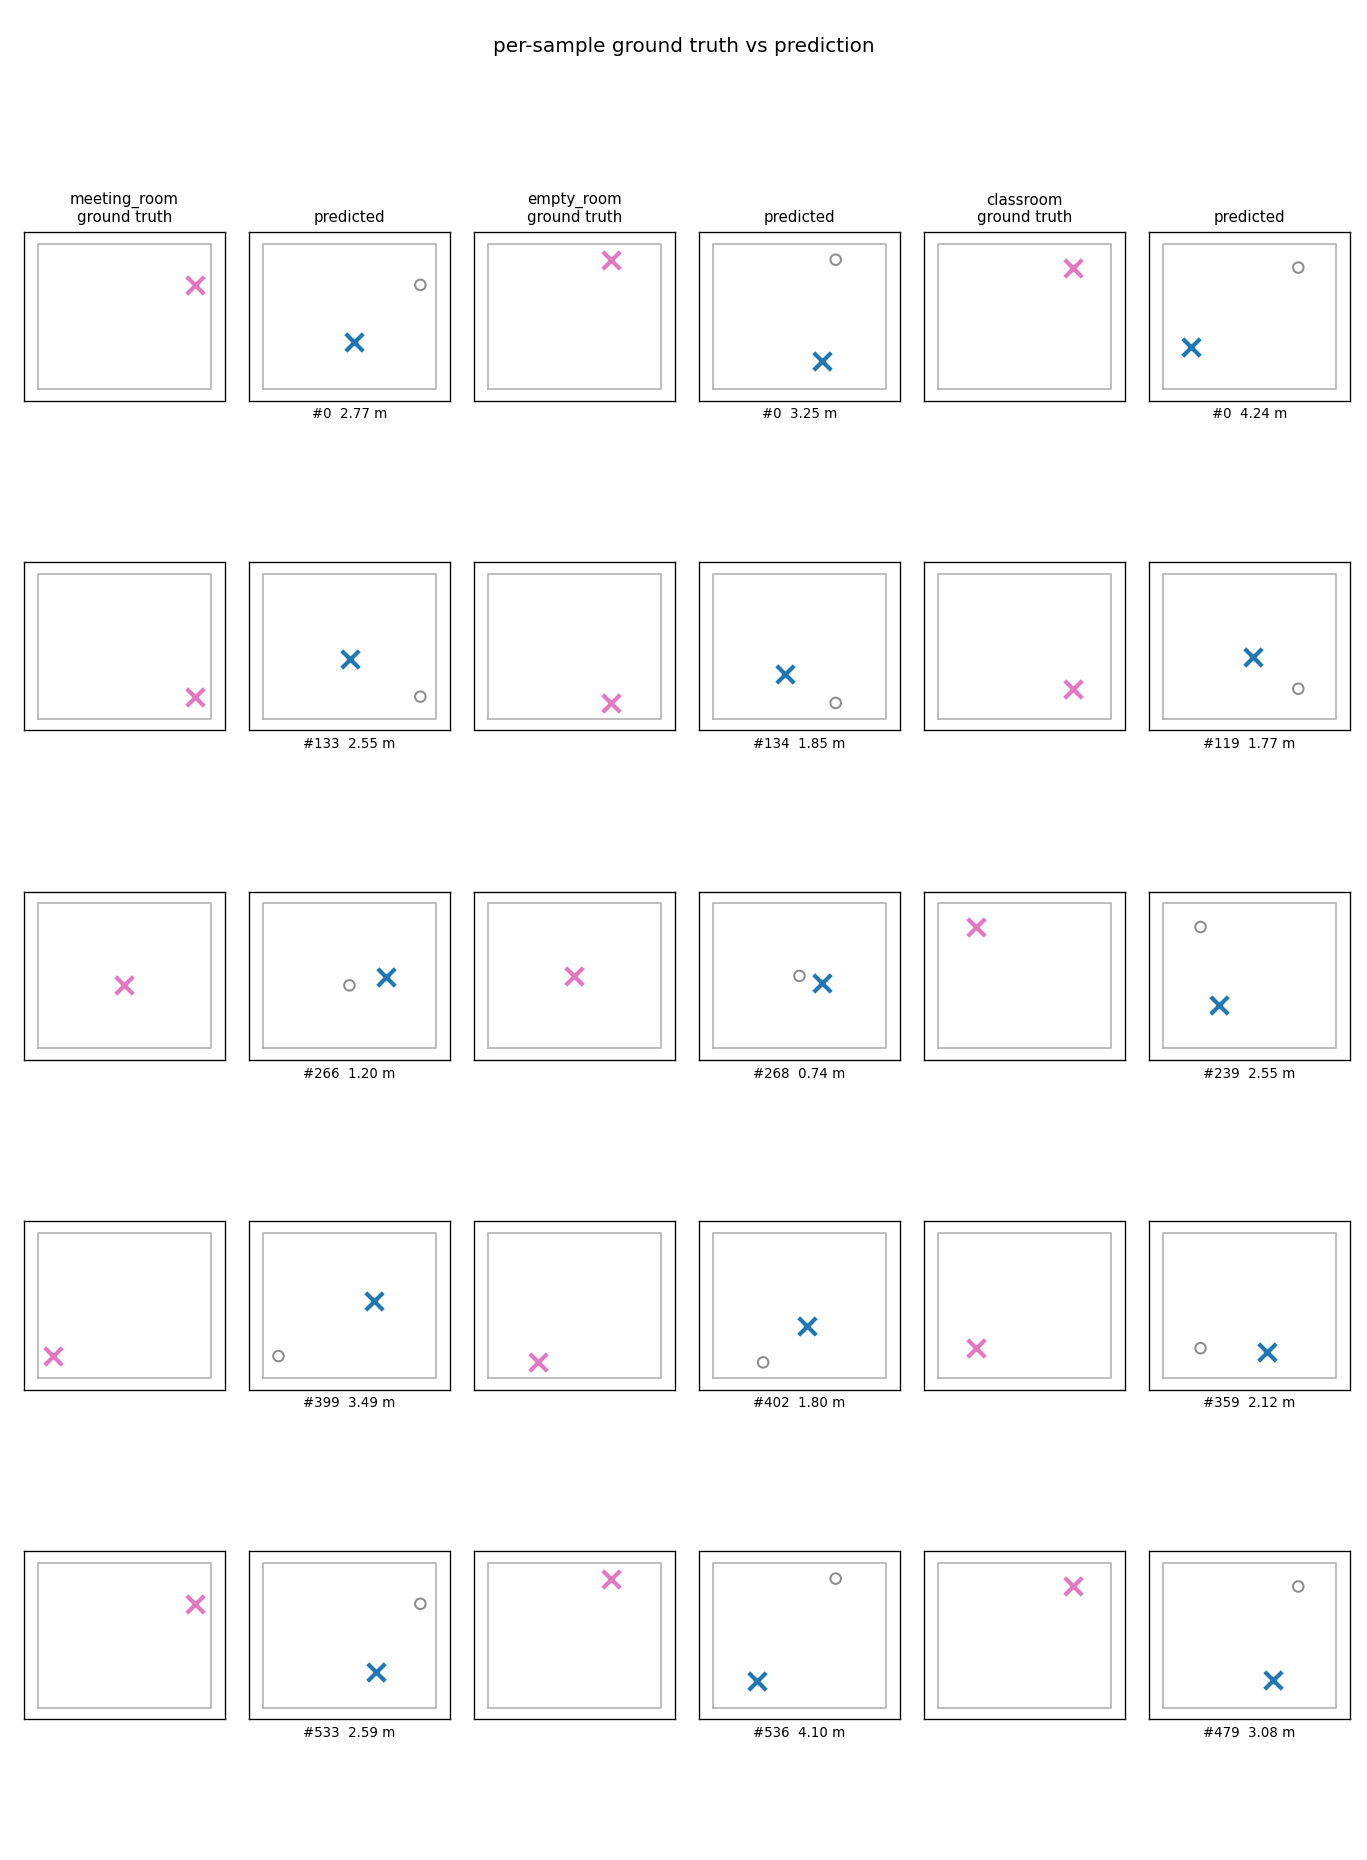 per-sample ground truth vs prediction
meeting_room
ground truth
predicted
empty_room
ground truth
predicted
classroom
ground truth
predicted
#0 2.77 m
#0 3.25 m
#0 4.24 m
#133 2.55 m
#134 1.85 m
#119 1.77 m
#266 1.20 m
#268 0.74 m
#239 2.55 m
#399 3.49 m
#402 1.80 m
#359 2.12 m
#533 2.59 m
#536 4.10 m
#479 3.08 m